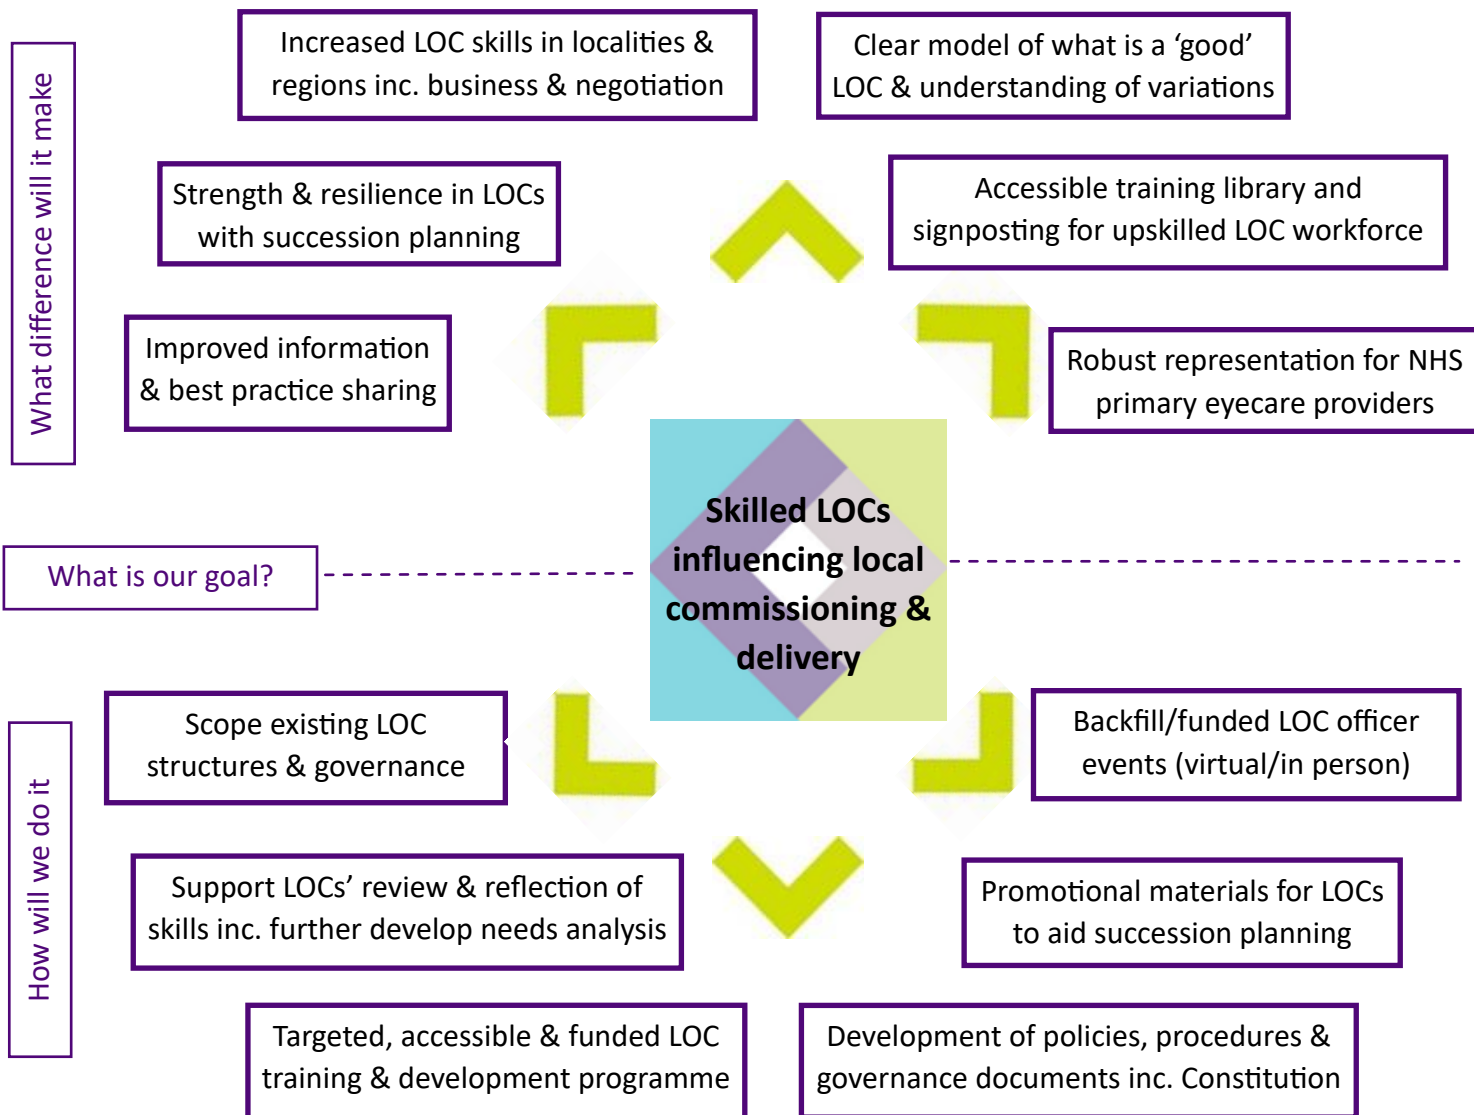 What difference will it make
Increased LOC skills in localities &
regions inc. business & negotiation
Clear model of what is a ‘good’
LOC & understanding of variations
Strength & resilience in LOCs
with succession planning
Accessible training library and
signposting for upskilled LOC workforce
Improved information
& best practice sharing
Robust representation for NHS
primary eyecare providers
What is our goal?
Skilled LOCs
influencing local
commissioning &
delivery
How will we do it
Scope existing LOC
structures & governance
Backfill/funded LOC officer
events (virtual/in person)
Support LOCs’ review & reflection of
skills inc. further develop needs analysis
Promotional materials for LOCs
to aid succession planning
Targeted, accessible & funded LOC
training & development programme
Development of policies, procedures &
governance documents inc. Constitution